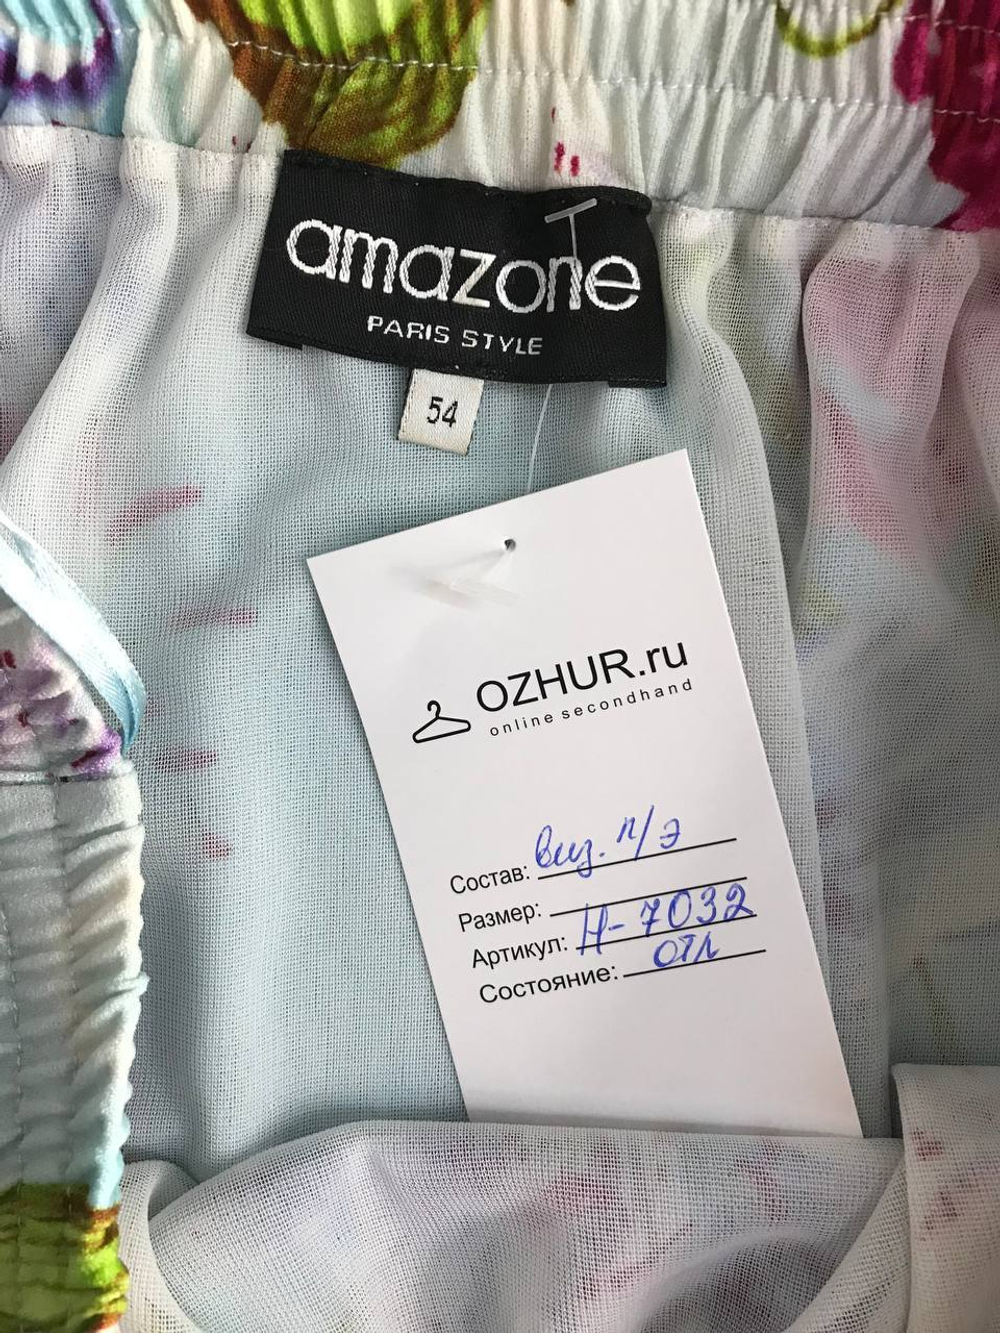 amazone
PARIS STYLE
54
OZHUR.ru
online secondhand
Состав: виз. п/э
Размер:
Артикул: Н-7032
Состояние: отл